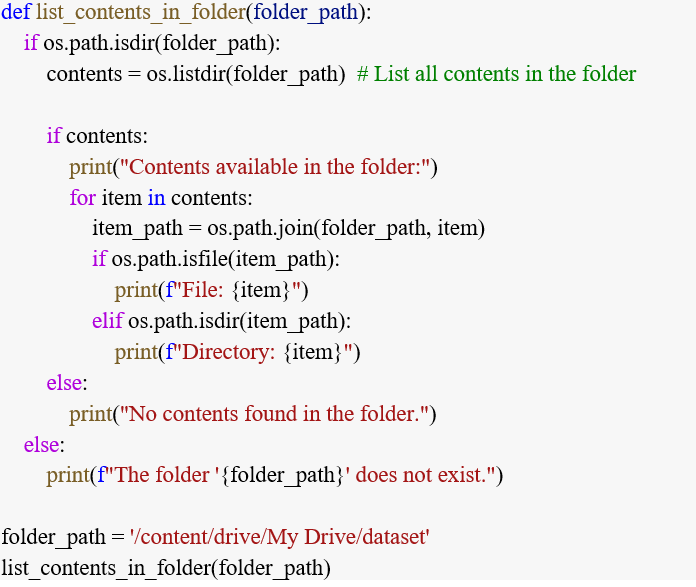 def list_contents_in_folder(folder_path):
    if os.path.isdir(folder_path):
        contents = os.listdir(folder_path)  # List all contents in the folder

        if contents:
            print("Contents available in the folder:")
            for item in contents:
                item_path = os.path.join(folder_path, item)
                if os.path.isfile(item_path):
                    print(f"File: {item}")
                elif os.path.isdir(item_path):
                    print(f"Directory: {item}")
        else:
            print("No contents found in the folder.")
    else:
        print(f"The folder '{folder_path}' does not exist.")

folder_path = '/content/drive/My Drive/dataset'
list_contents_in_folder(folder_path)